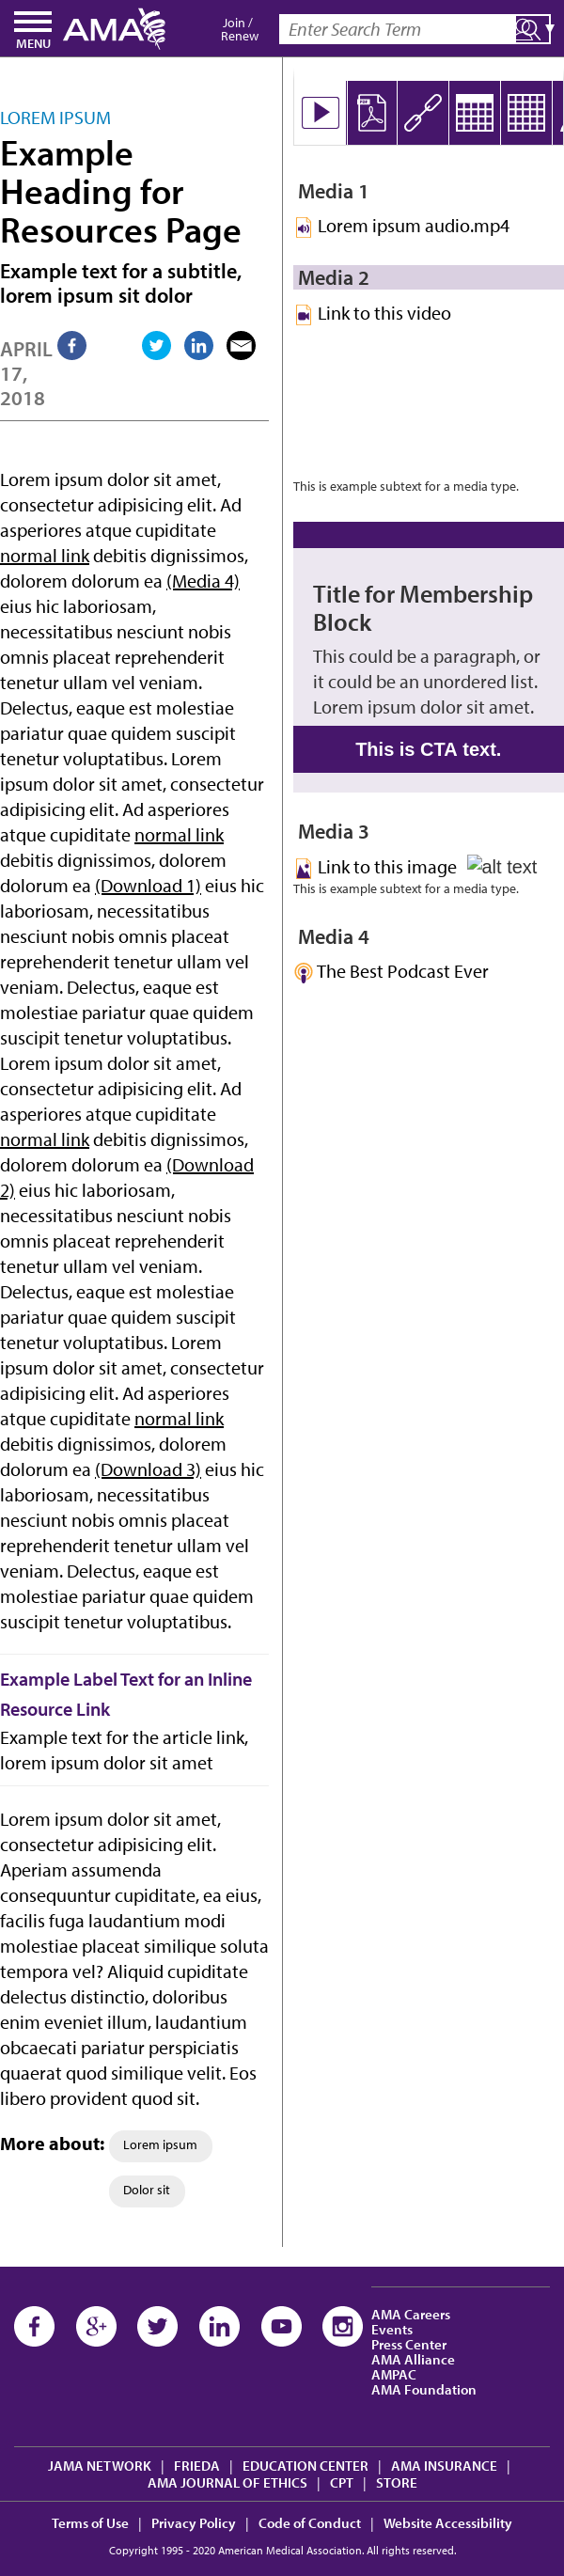 MENU
AMA
Join /
Renew
Enter Search Term
LOREM IPSUM
Example
Heading for
Resources Page
Example text for a subtitle,
lorem ipsum sit dolor
APRIL
17,
2018
Lorem ipsum dolor sit amet,
consectetur adipisicing elit. Ad
asperiores atque cupiditate
normal link debitis dignissimos,
dolorem dolorum ea (Media 4)
eius hic laboriosam,
necessitatibus nesciunt nobis
omnis placeat reprehenderit
tenetur ullam vel veniam.
Delectus, eaque est molestiae
pariatur quae quidem suscipit
tenetur voluptatibus. Lorem
ipsum dolor sit amet, consectetur
adipisicing elit. Ad asperiores
atque cupiditate normal link
debitis dignissimos, dolorem
dolorum ea (Download 1) eius hic
laboriosam, necessitatibus
nesciunt nobis omnis placeat
reprehenderit tenetur ullam vel
veniam. Delectus, eaque est
molestiae pariatur quae quidem
suscipit tenetur voluptatibus.
Lorem ipsum dolor sit amet,
consectetur adipisicing elit. Ad
asperiores atque cupiditate
normal link debitis dignissimos,
dolorem dolorum ea (Download
2) eius hic laboriosam,
necessitatibus nesciunt nobis
omnis placeat reprehenderit
tenetur ullam vel veniam.
Delectus, eaque est molestiae
pariatur quae quidem suscipit
tenetur voluptatibus. Lorem
ipsum dolor sit amet, consectetur
adipisicing elit. Ad asperiores
atque cupiditate normal link
debitis dignissimos, dolorem
dolorum ea (Download 3) eius hic
laboriosam, necessitatibus
nesciunt nobis omnis placeat
reprehenderit tenetur ullam vel
veniam. Delectus, eaque est
molestiae pariatur quae quidem
suscipit tenetur voluptatibus.
Example Label Text for an Inline
Resource Link
Example text for the article link,
lorem ipsum dolor sit amet
Lorem ipsum dolor sit amet,
consectetur adipisicing elit.
Aperiam assumenda
consequuntur cupiditate, ea eius,
facilis fuga laudantium modi
molestiae placeat similique soluta
tempora vel? Aliquid cupiditate
delectus distinctio, doloribus
enim eveniet illum, laudantium
obcaecati pariatur perspiciatis
quaerat quod similique velit. Eos
libero provident quod sit.
More about: Lorem ipsum
Dolor sit
Media 1
Lorem ipsum audio.mp4
Media 2
Link to this video
This is example subtext for a media type.
Title for Membership
Block
This could be a paragraph, or
it could be an unordered list.
Lorem ipsum dolor sit amet.
This is CTA text.
Media 3
Link to this image alt text
This is example subtext for a media type.
Media 4
The Best Podcast Ever
AMA Careers
Events
Press Center
AMA Alliance
AMPAC
AMA Foundation
JAMA NETWORK | FRIEDA | EDUCATION CENTER | AMA INSURANCE |
AMA JOURNAL OF ETHICS | CPT | STORE
Terms of Use | Privacy Policy | Code of Conduct | Website Accessibility
Copyright 1995 - 2020 American Medical Association. All rights reserved.